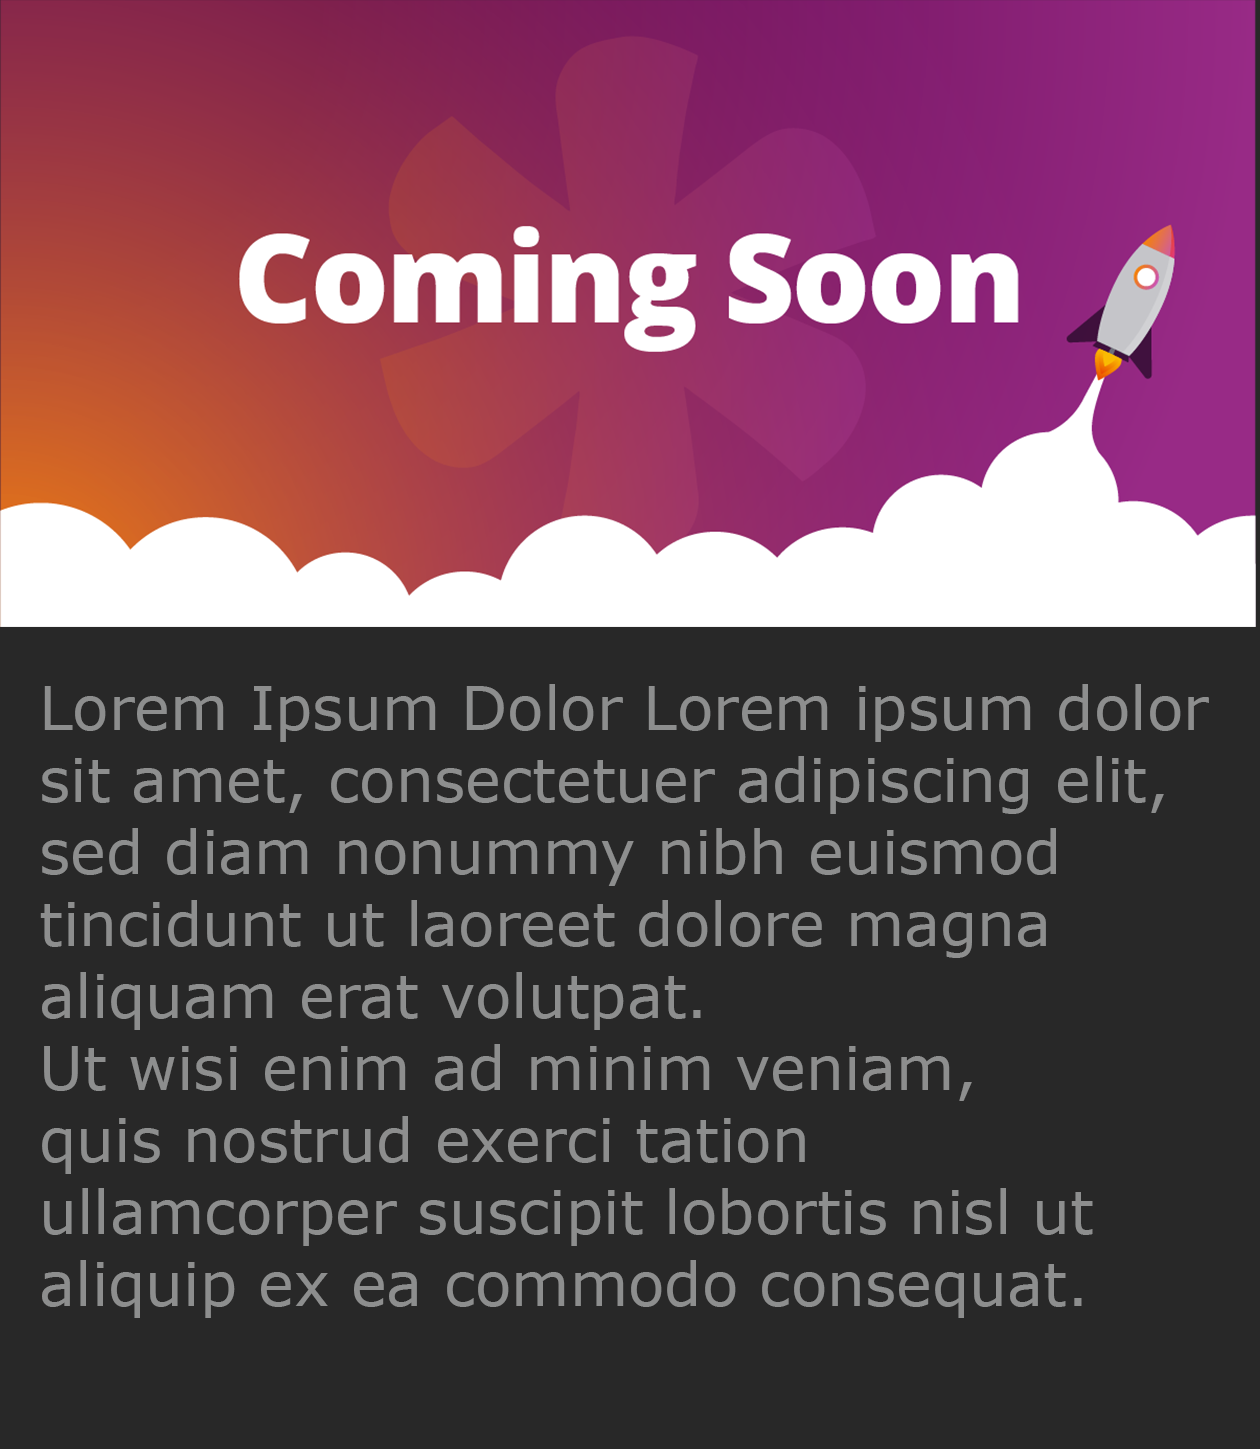 Coming Soon
Lorem Ipsum Dolor Lorem ipsum dolor
sit amet, consectetuer adipiscing elit,
sed diam nonummy nibh euismod
tincidunt ut laoreet dolore magna
aliquam erat volutpat.
Ut wisi enim ad minim veniam,
quis nostrud exerci tation
ullamcorper suscipit lobortis nisl ut
aliquip ex ea commodo consequat.